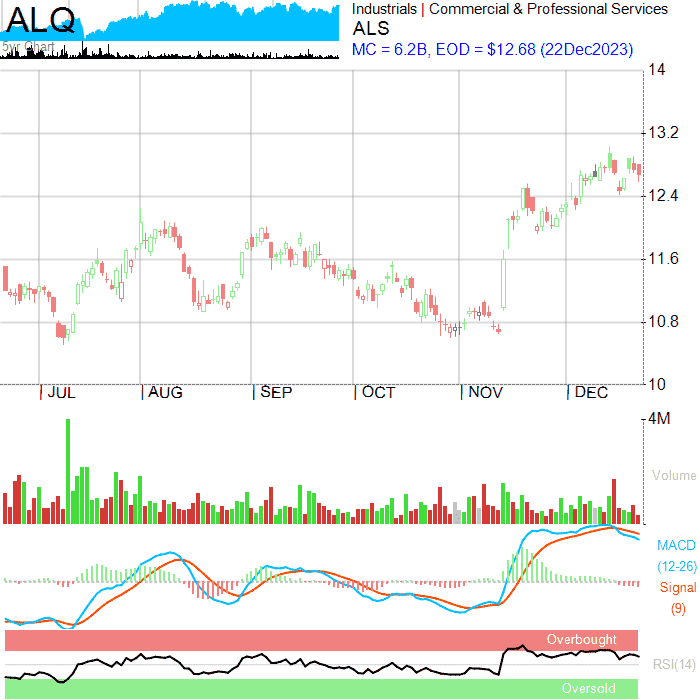 ALQ
5yr Chart
Industrials | Commercial & Professional Services
ALS
MC = 6.2B, EOD = $12.68 (22Dec2023)
14
13.2
12.4
11.6
10.8
10
JUL AUG SEP OCT NOV DEC
4M
Volume
MACD
(12-26)
Signal
(9)
Overbought
RSI(14)
Oversold